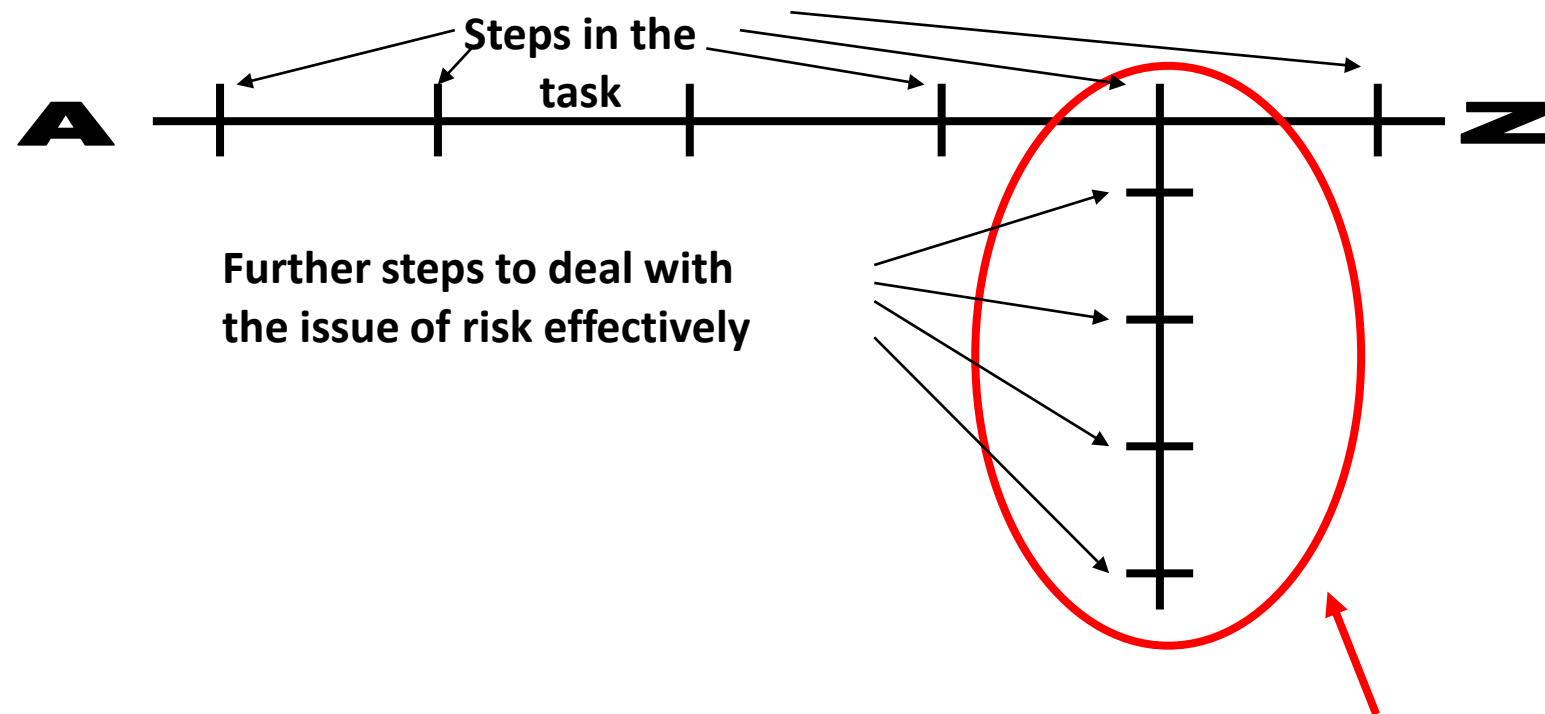 Steps in the
task
A
Z
Further steps to deal with
the issue of risk effectively